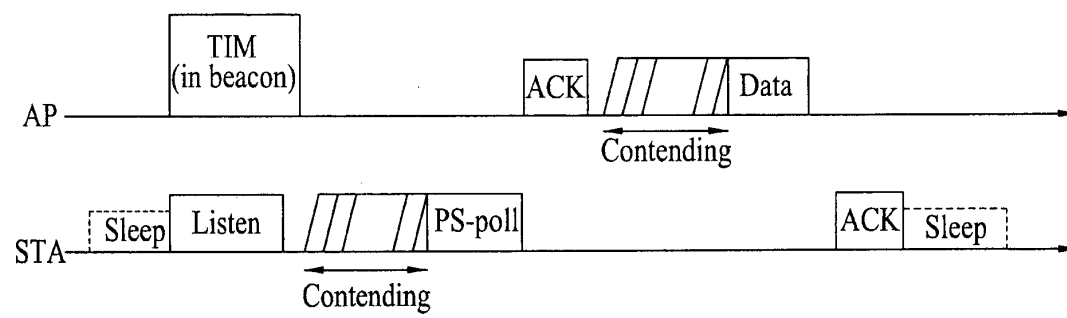 TIM
(in beacon)
ACK
Data
AP
Contending
Sleep
Listen
PS-poll
ACK
Sleep
STA
Contending